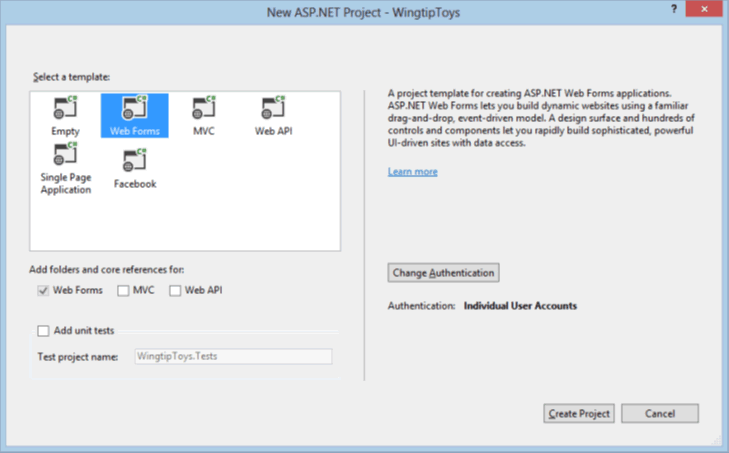 New ASP.NET Project - WingtipToys
?
x
Select a template:
C#
C#
C#
C#
Empty
Web Forms
MVC
Web API
C#
C#
Single Page
Application
Facebook
A project template for creating ASP.NET Web Forms applications.
ASP.NET Web Forms lets you build dynamic websites using a familiar
drag-and-drop, event-driven model. A design surface and hundreds of
controls and components let you rapidly build sophisticated, powerful
UI-driven sites with data access.
Learn more
Add folders and core references for:
Web Forms
MVC
Web API
Add unit tests
Test project name:
WingtipToys.Tests
Change Authentication
Authentication: Individual User Accounts
Create Project
Cancel